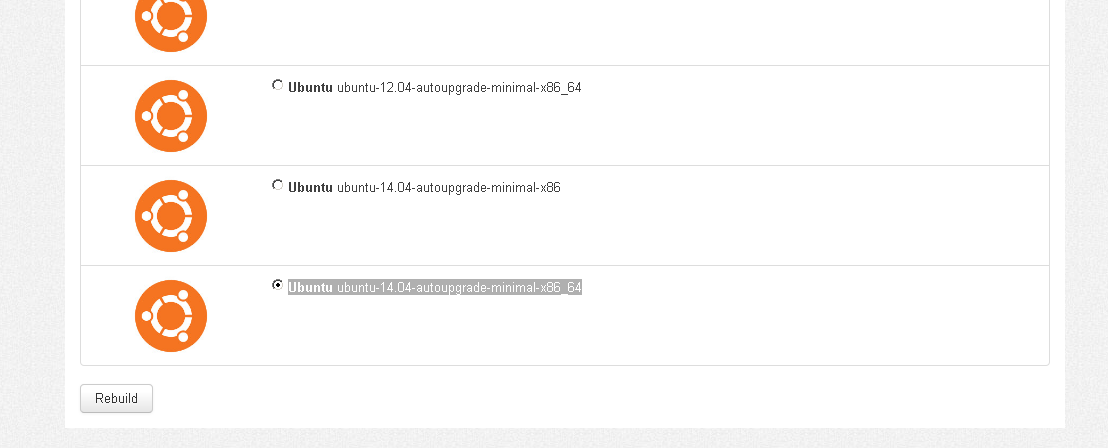 Ubuntu ubuntu-12.04-autoupgrade-minimal-x86_64
Ubuntu ubuntu-14.04-autoupgrade-minimal-x86
Ubuntu ubuntu-14.04-autoupgrade-minimal-x86_64
Rebuild